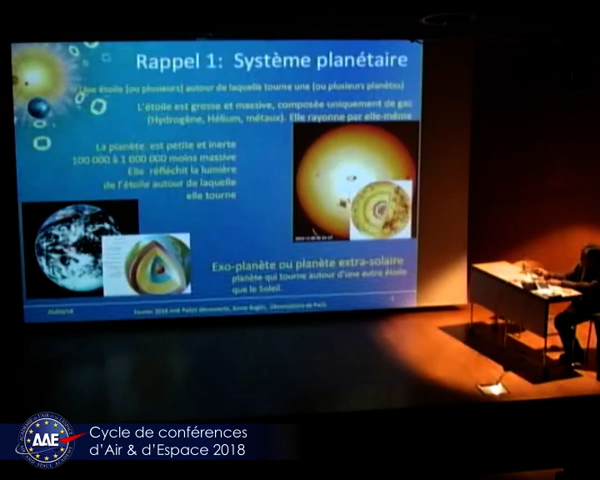 Rappel 1: Système planétaire
Une étoile (ou plusieurs) autour de laquelle tourne une (ou plusieurs planètes)
L'étoile est grosse et massive, composée uniquement de gaz
(Hydrogène, Hélium, métaux). Elle rayonne par elle-même
La planète est petite et inerte
100 000 à 1 000 000 moins massive
Elle réfléchit la lumière
de l'étoile autour de laquelle
elle tourne
Exo-planète ou planète extra-solaire
planète qui tourne autour d'une autre étoile
que le Soleil.
AAE
Cycle de conférences
d'Air & d'Espace 2018